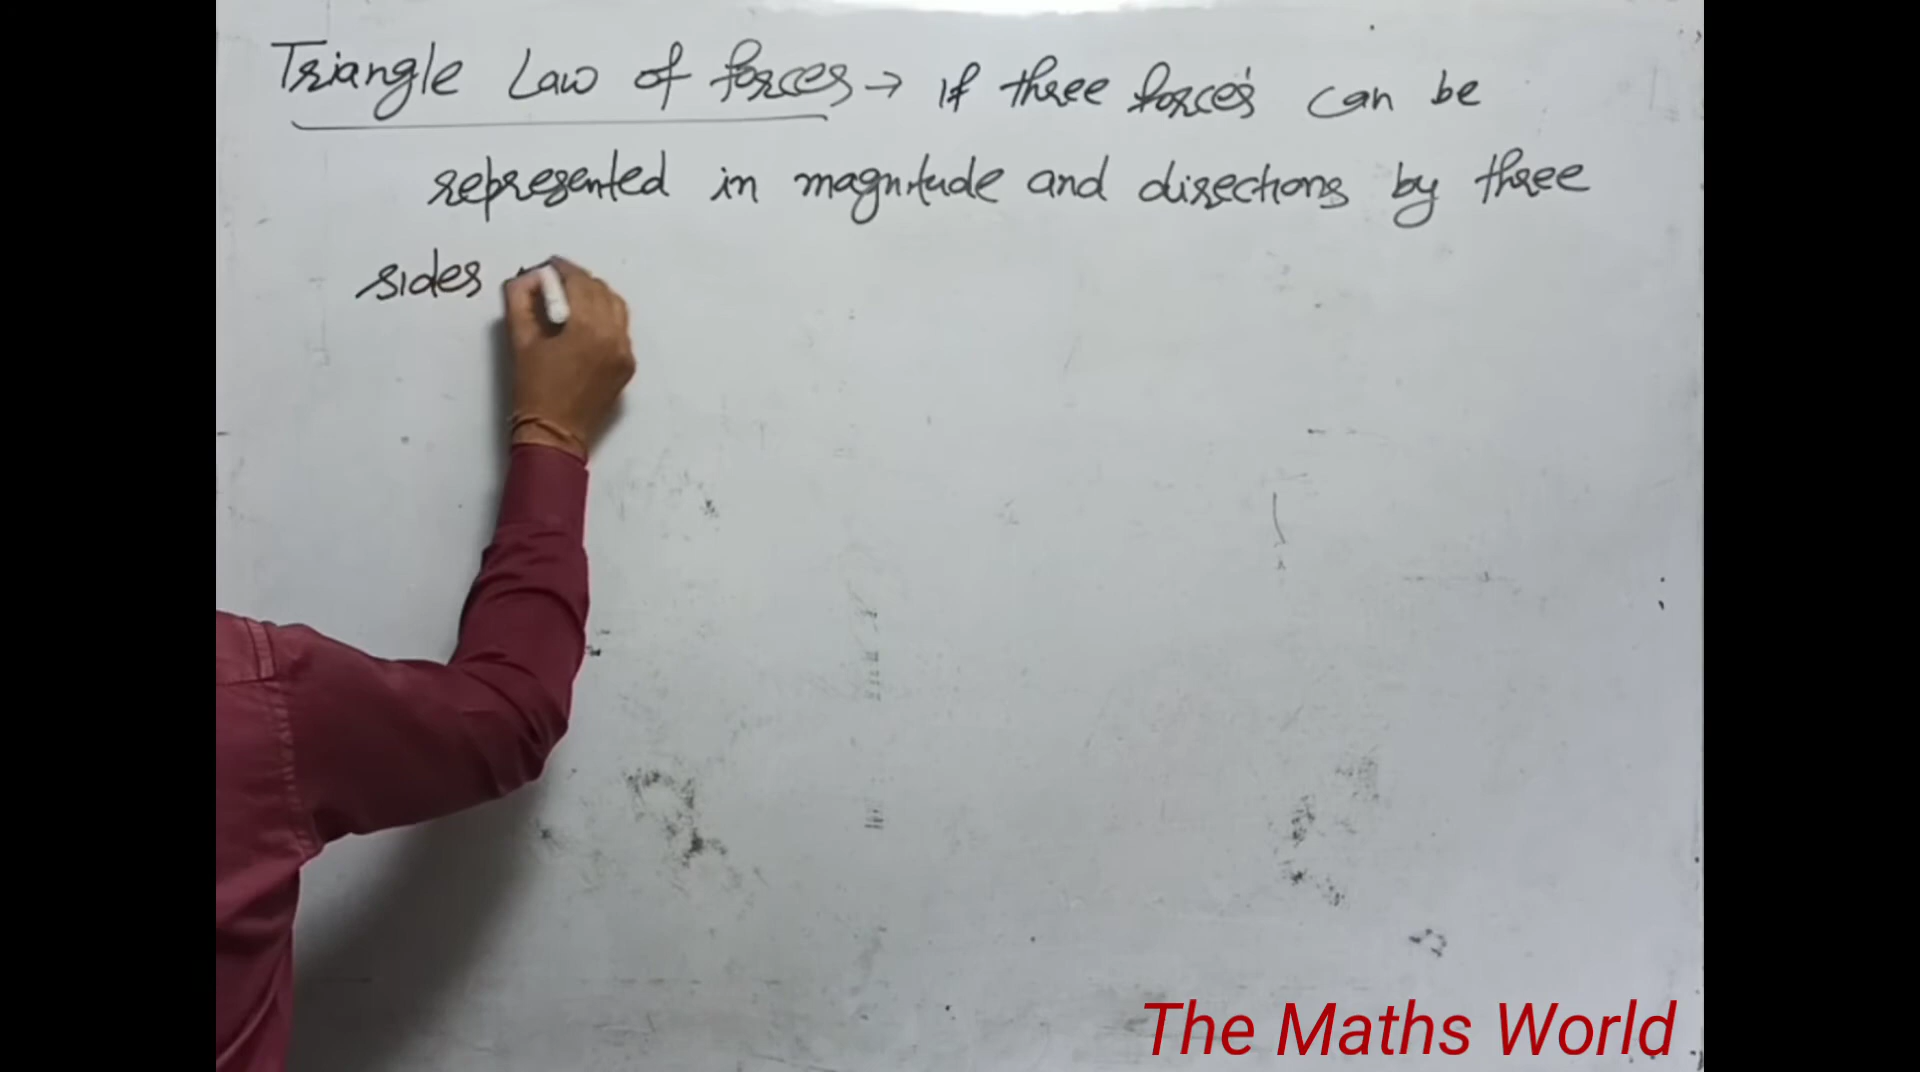 Triangle Law of forces → if three forces can be
represented in magnitude and directions by three
sides
The Maths World